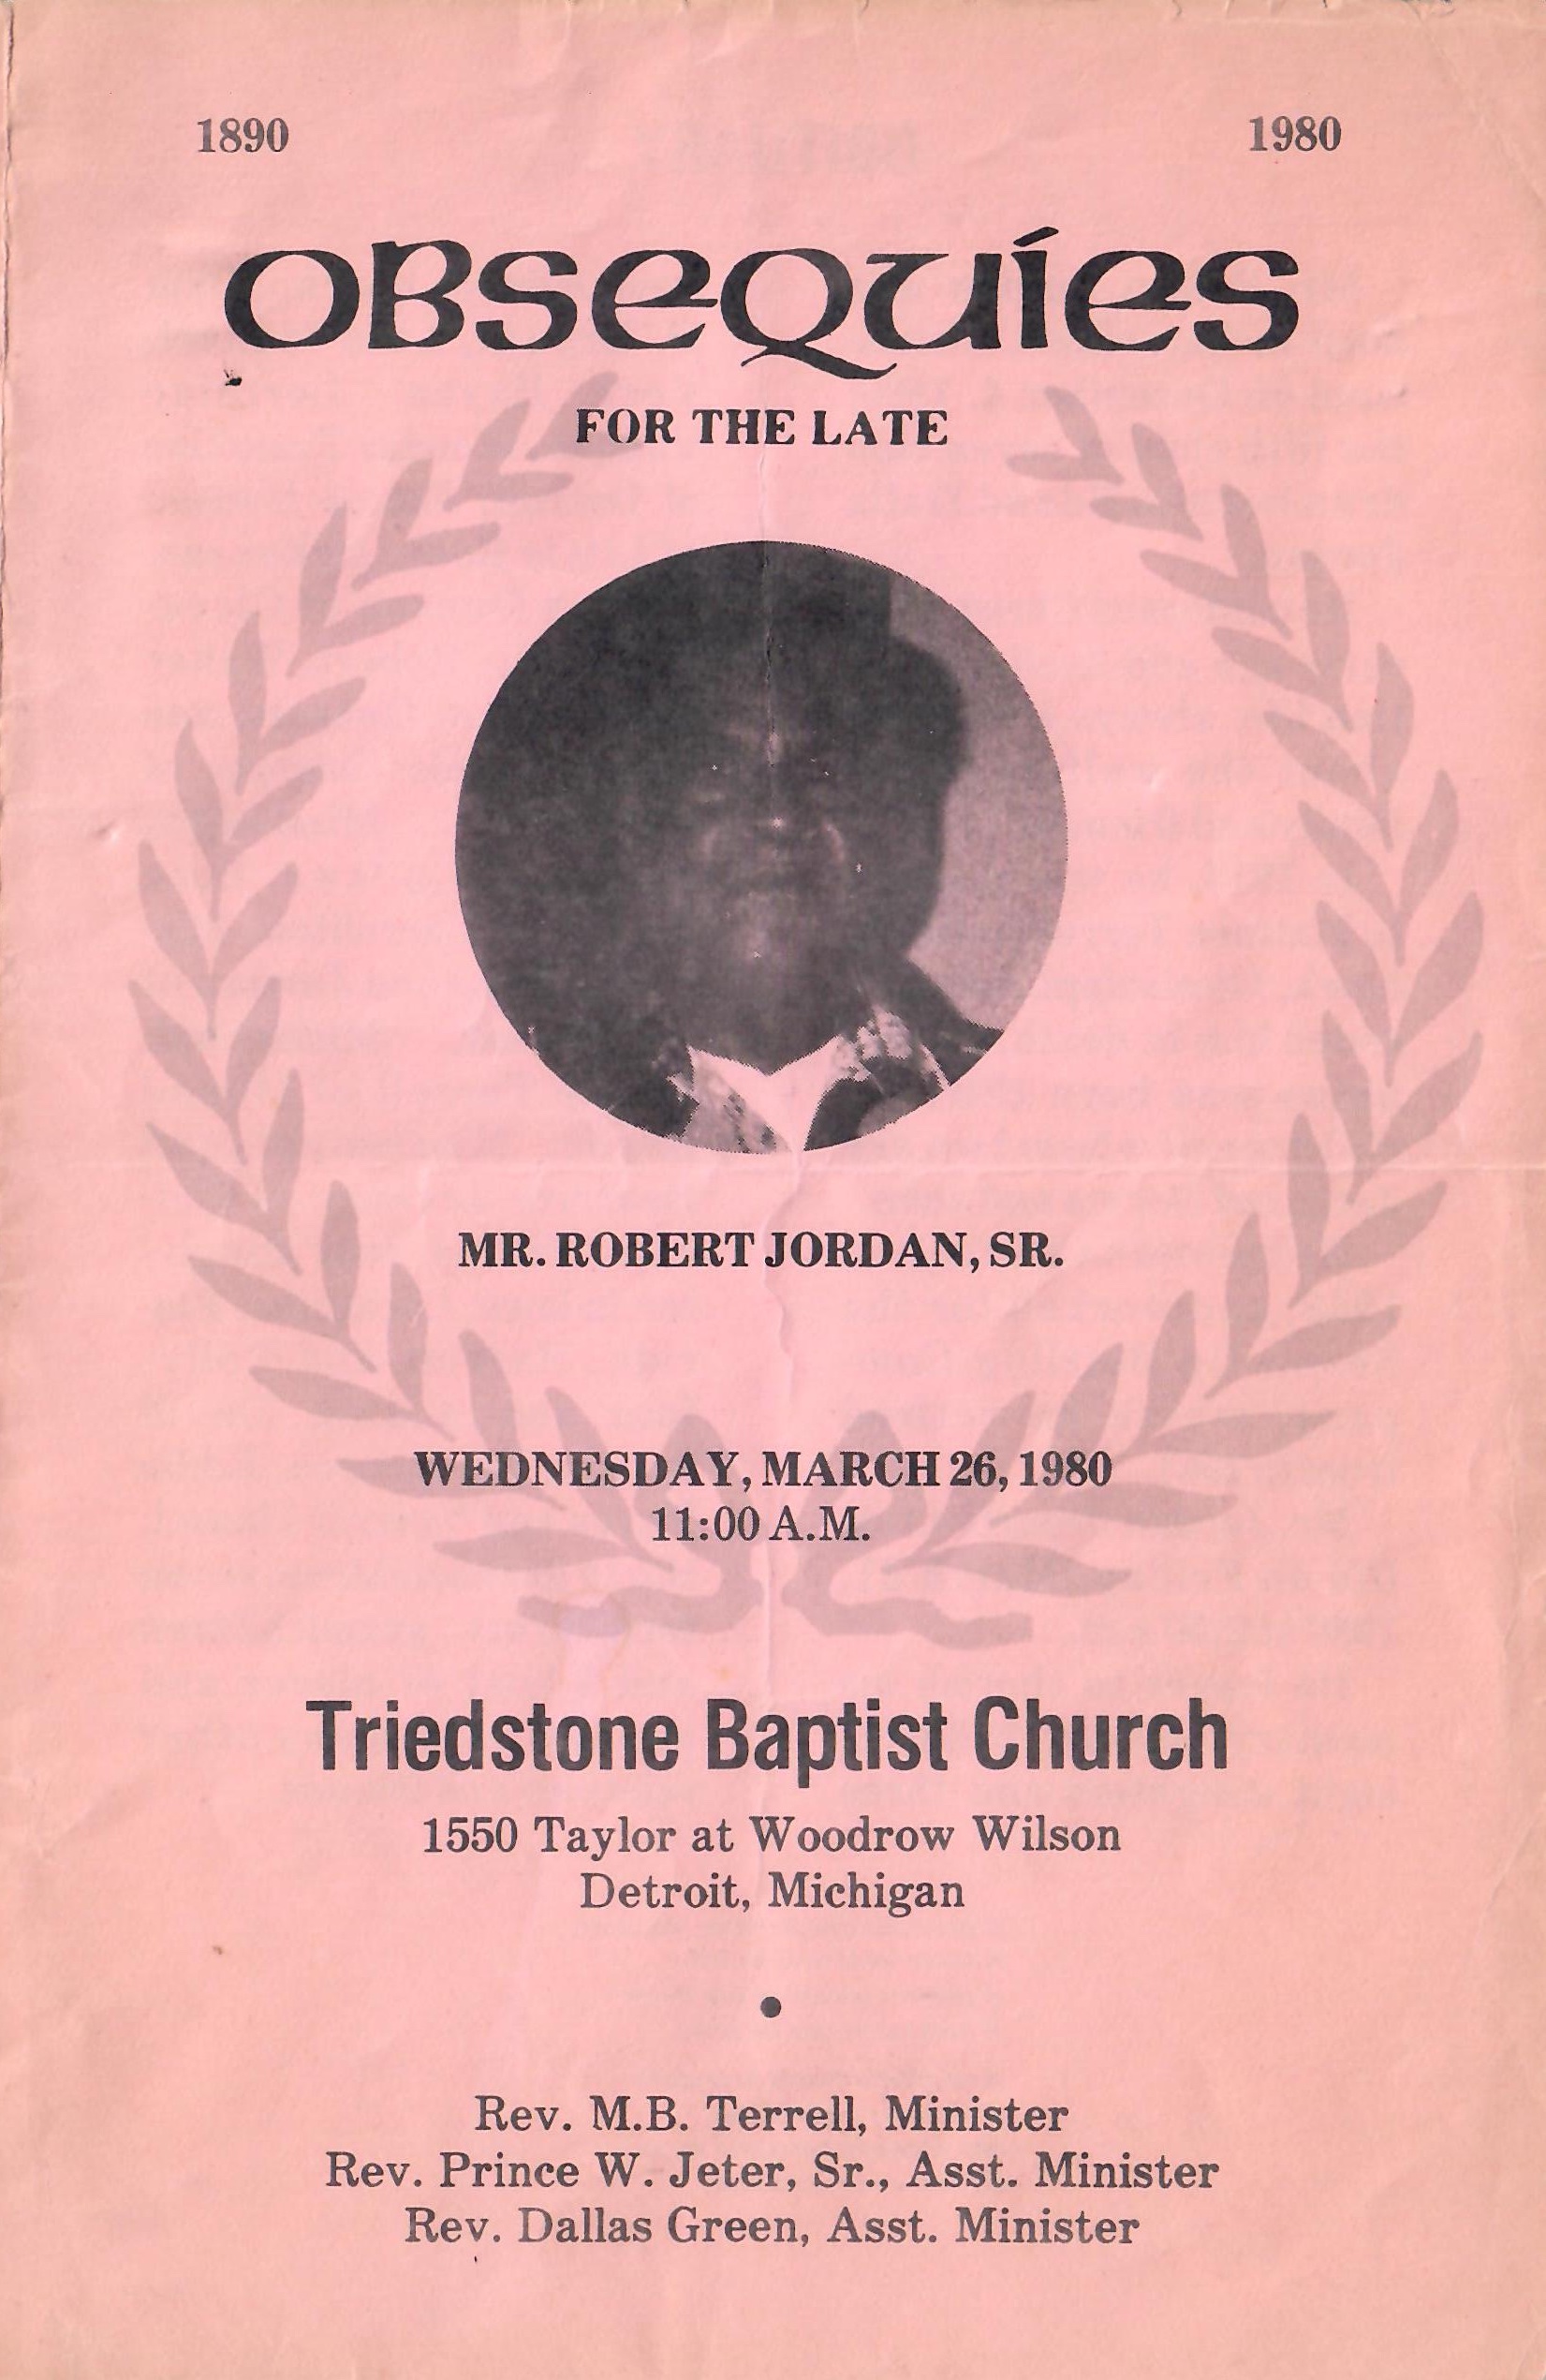 1890 1980
OBSEQUIES
FOR THE LATE
MR. ROBERT JORDAN, SR.
WEDNESDAY, MARCH 26, 1980
11:00 A.M.
Triedstone Baptist Church
1550 Taylor at Woodrow Wilson
Detroit, Michigan
•
Rev. M.B. Terrell, Minister
Rev. Prince W. Jeter, Sr., Asst. Minister
Rev. Dallas Green, Asst. Minister